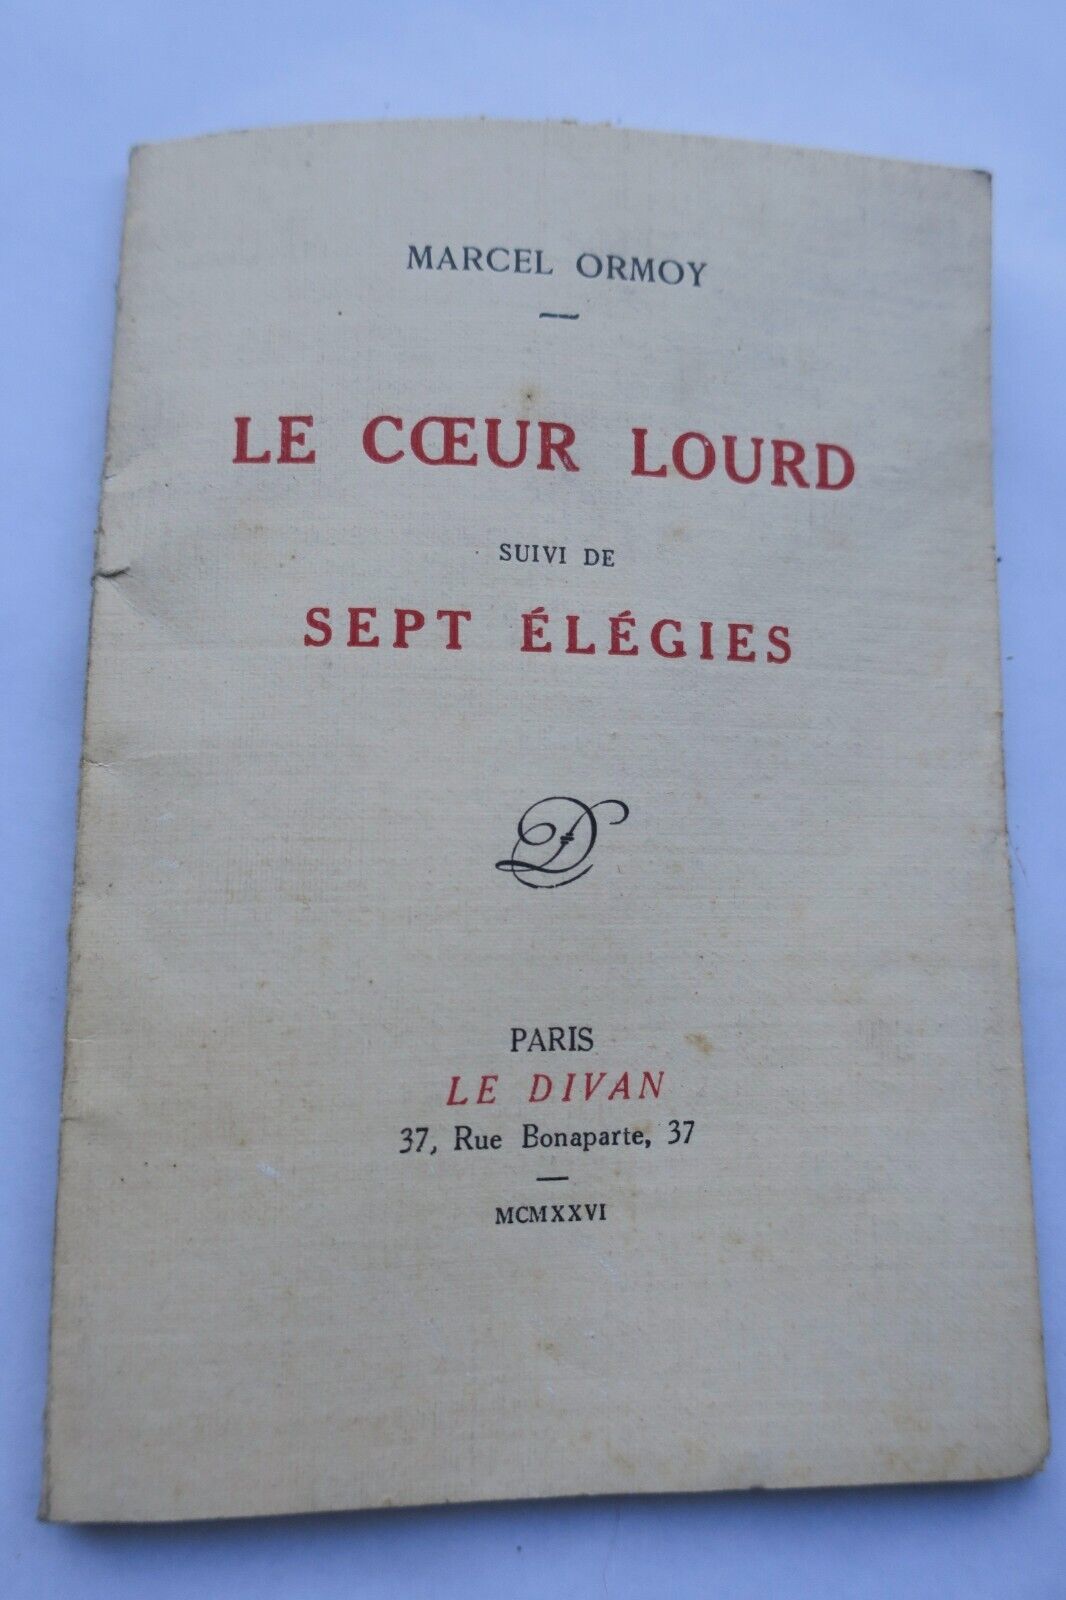 MARCEL ORMOY
LE CŒUR LOURD
SUIVI DE
SEPT ÉLÉGIES
D
PARIS
LE DIVAN
37, Rue Bonaparte, 37
MCMXXVI